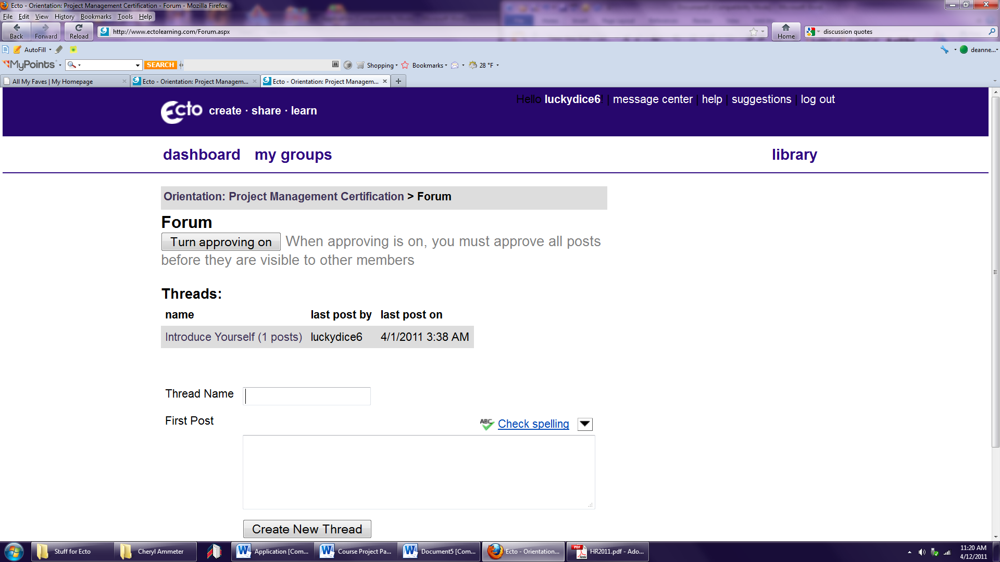 Ecto - Orientation: Project Management Certification - Forum - Mozilla Firefox
File Edit View History Bookmarks Tools Help
Back Forward Reload http://www.ectolearning.com/Forum.aspx Home discussion quotes
AutoFill deanne...
MyPoints SEARCH Shopping Bookmarks 28 °F
All My Faves | My Homepage Ecto - Orientation: Project Managem... Ecto - Orientation: Project Managem...
Hello luckydice6! | message center | help | suggestions | log out
Ecto create · share · learn
dashboard my groups library
Orientation: Project Management Certification > Forum
Forum
Turn approving on When approving is on, you must approve all posts
before they are visible to other members
Threads:
name last post by last post on
Introduce Yourself (1 posts) luckydice6 4/1/2011 3:38 AM
Thread Name
First Post ABC Check spelling
Create New Thread
Stuff for Ecto Cheryl Ammeter Application [Com... Course Project Pa... Document5 [Com... Ecto - Orientation... PDF Adobe HR2011.pdf - Ado... 11:20 AM
4/12/2011